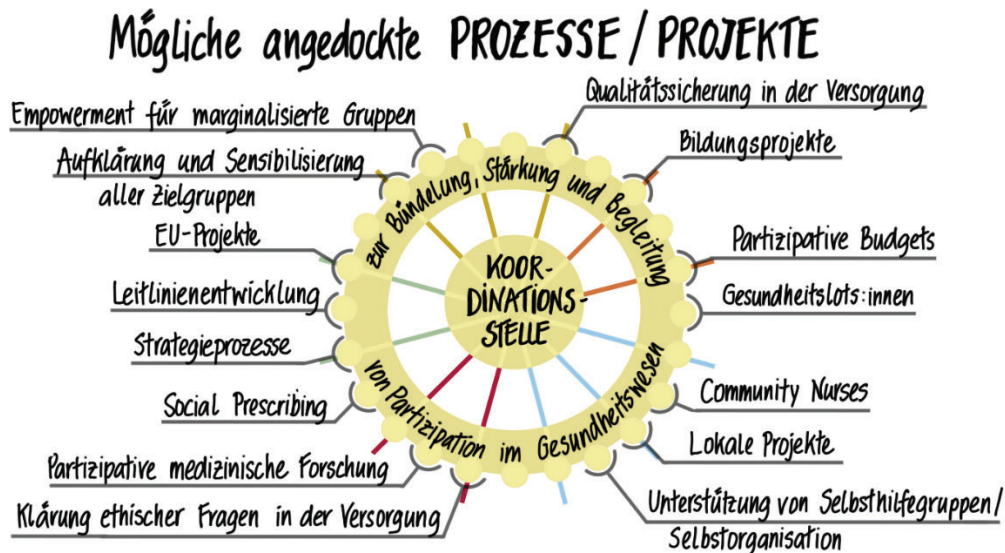 Mögliche angedockte PROZESSE / PROJEKTE
Empowerment für marginalisierte Gruppen
Aufklärung und Sensibilisierung
aller Zielgruppen
EU-Projekte
Leitlinienentwicklung
Strategieprozesse
Social Prescribing
Partizipative medizinische Forschung
Klärung ethischer Fragen in der Versorgung
KOOR-
DINATIONS-
STELLE
zur Bündelung, Stärkung und Begleitung
von Partizipation im Gesundheitswesen
Qualitätssicherung in der Versorgung
Bildungsprojekte
Partizipative Budgets
Gesundheitslots:innen
Community Nurses
Lokale Projekte
Unterstützung von Selbsthilfegruppen/
Selbstorganisation